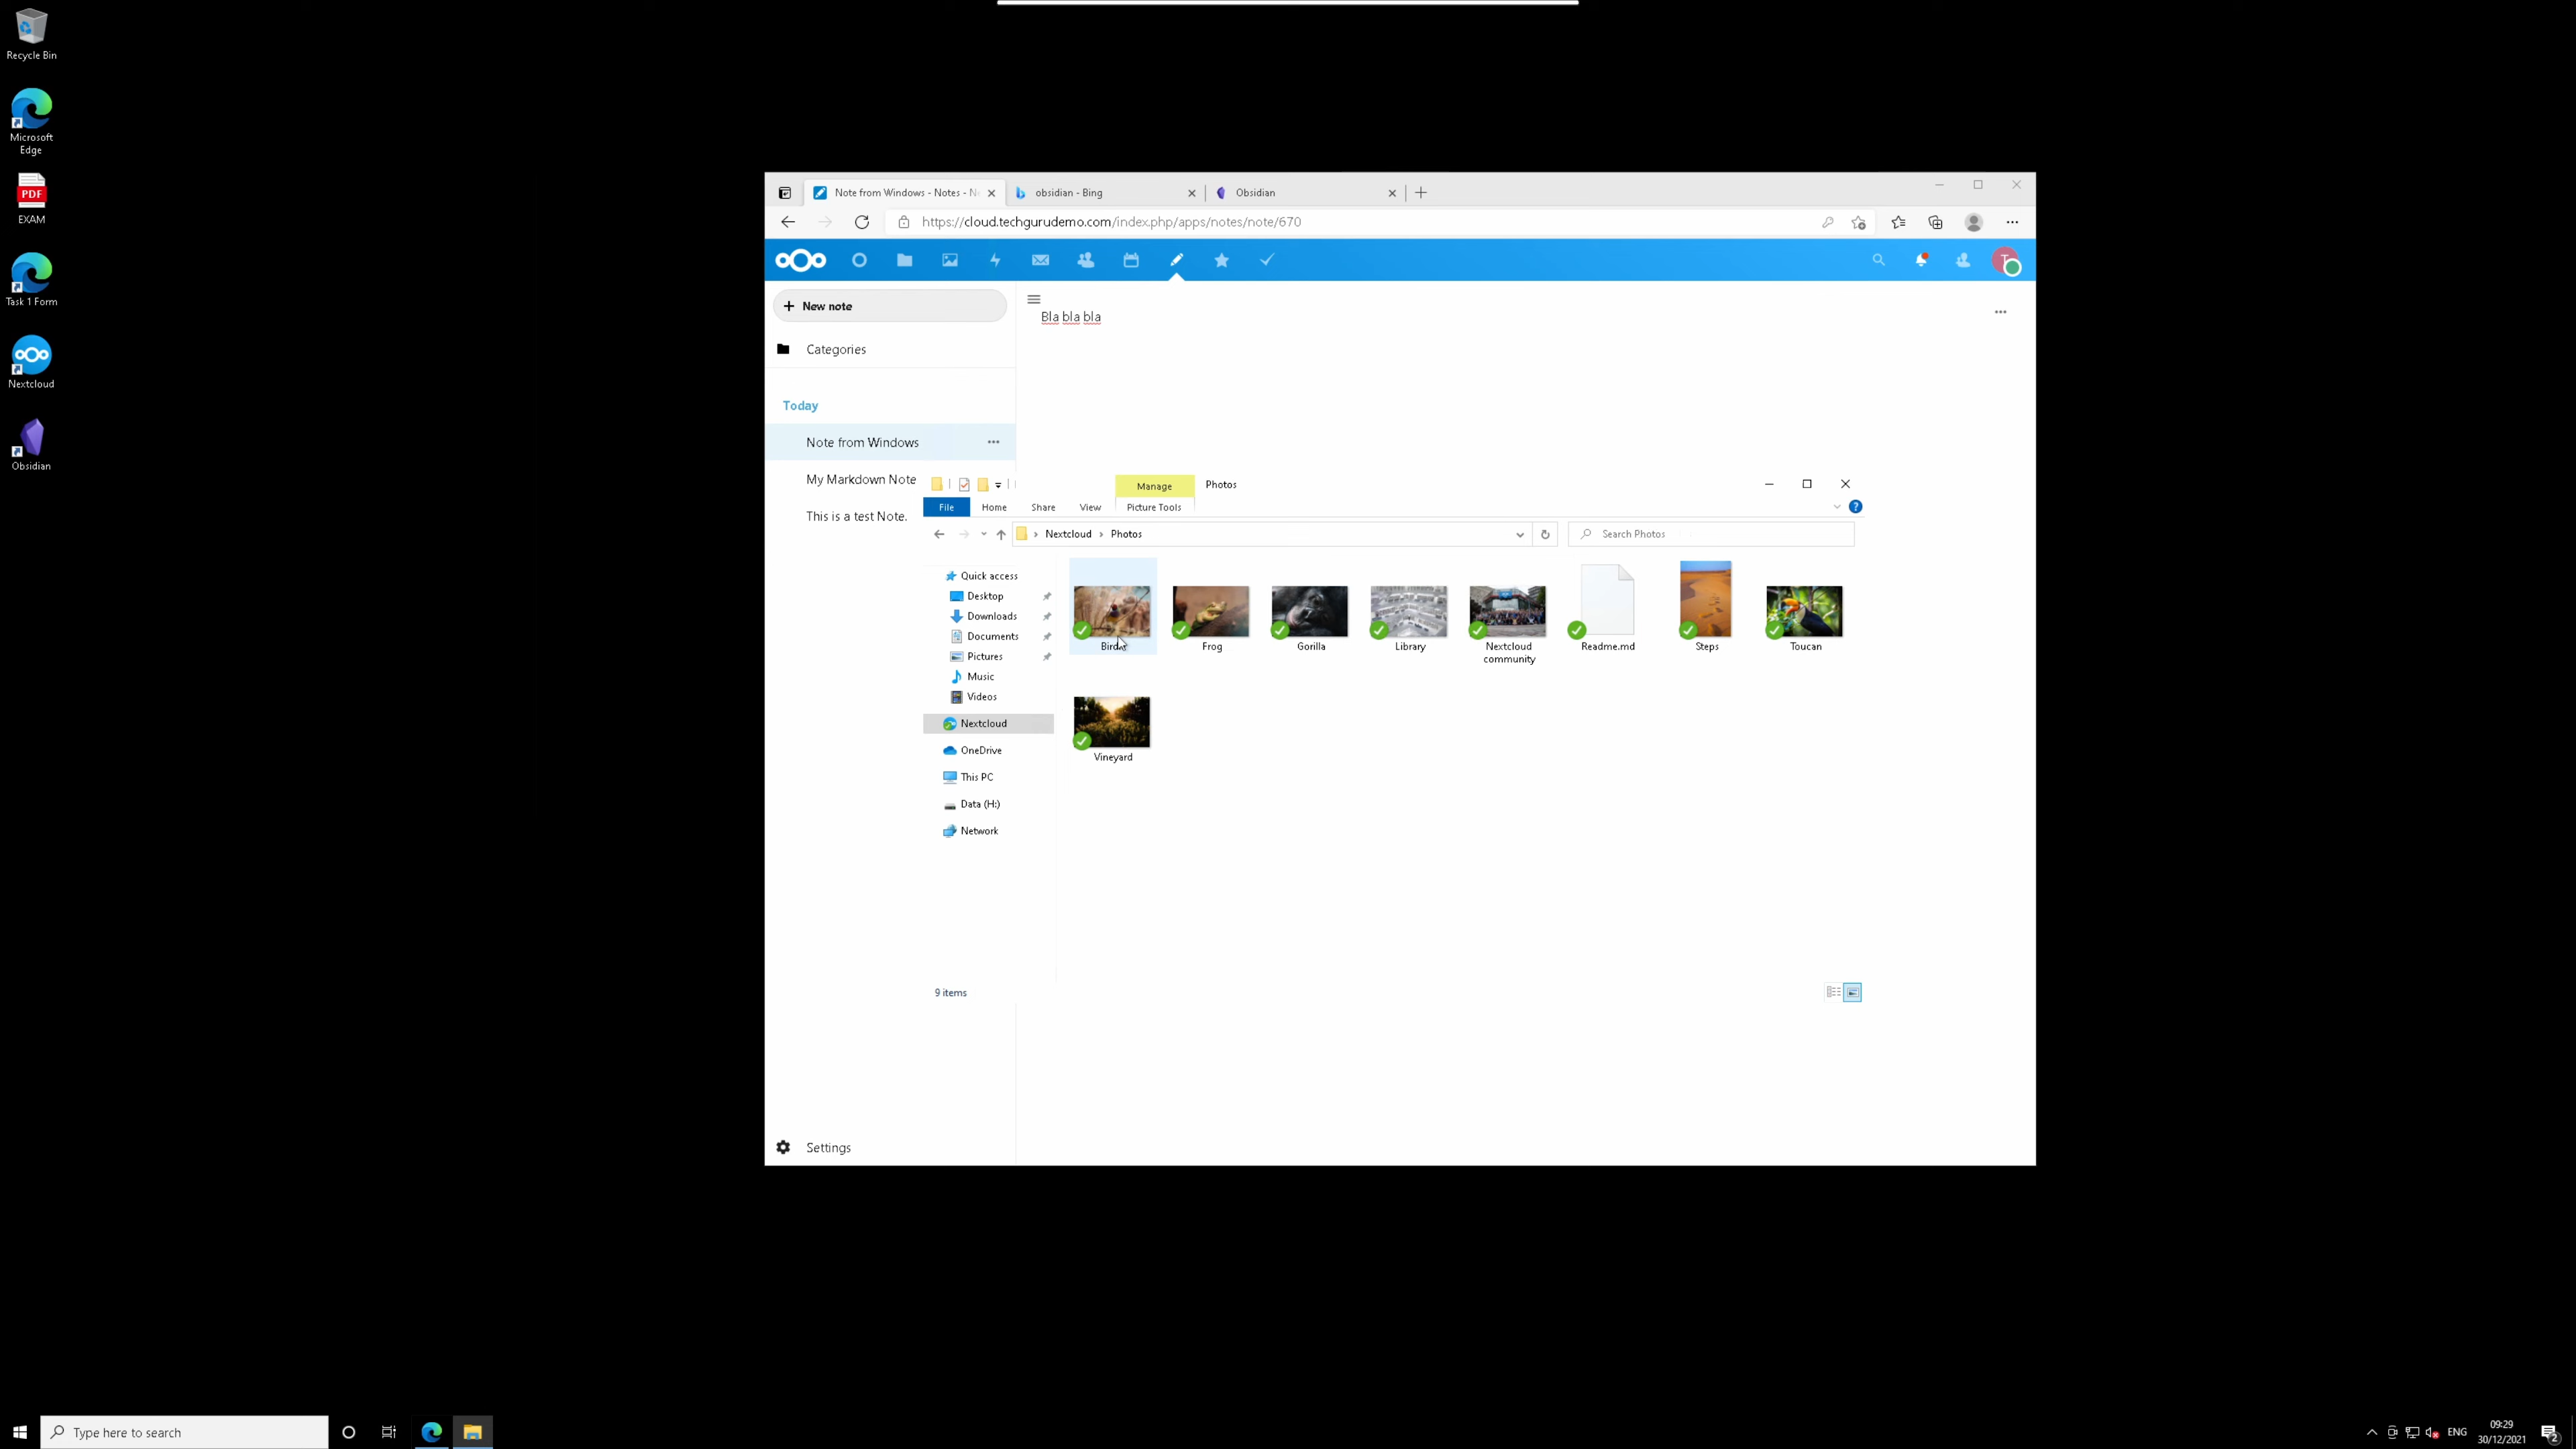 Recycle Bin
Microsoft
Edge
PDF
EXAM
Task 1 Form
Nextcloud
Obsidian
Note from Windows - Notes - Ne
obsidian - Bing
Obsidian
https://cloud.techgurudemo.com/index.php/apps/notes/note/670
T
+ New note
Categories
Today
Note from Windows
My Markdown Note
This is a test Note.
Settings
Bla bla bla
Manage
Photos
File
Home
Share
View
Picture Tools
Nextcloud > Photos
Search Photos
Quick access
Desktop
Downloads
Documents
Pictures
Music
Videos
Nextcloud
OneDrive
This PC
Data (H:)
Network
Birdie
Frog
Gorilla
Library
Nextcloud
community
Readme.md
Steps
Toucan
Vineyard
9 items
Type here to search
ENG
09:29
30/12/2021
2